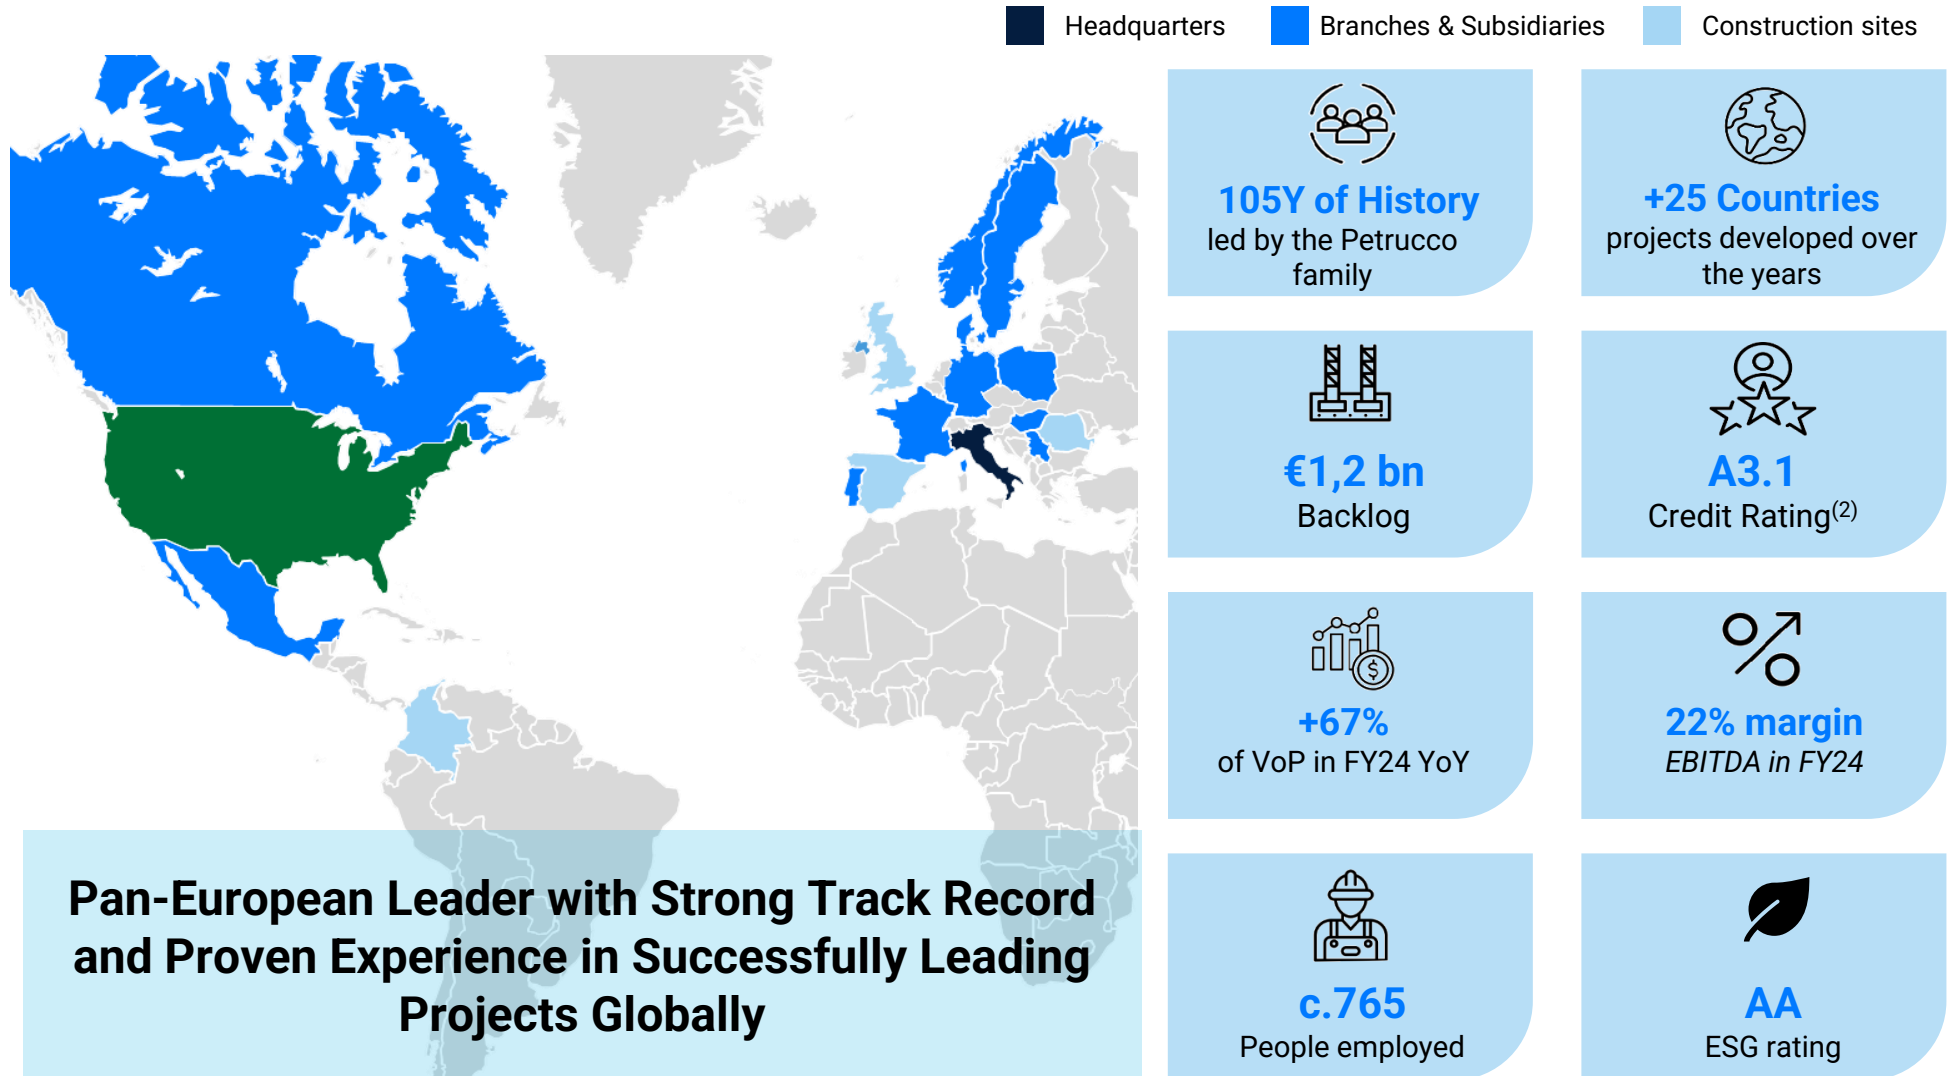 Headquarters
Branches & Subsidiaries
Construction sites
105Y of History
led by the Petrucco
family
+25 Countries
projects developed over
the years
€1,2 bn
Backlog
A3.1
Credit Rating(2)
+67%
of VoP in FY24 YoY
22% margin
EBITDA in FY24
c.765
People employed
AA
ESG rating
Pan-European Leader with Strong Track Record
and Proven Experience in Successfully Leading
Projects Globally